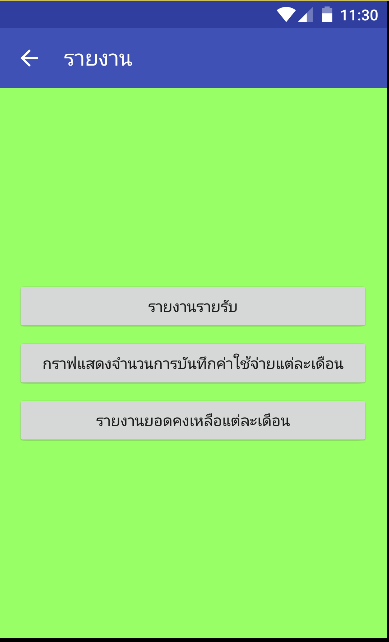 11:30
รายงาน
รายงานรายรับ
กราฟแสดงจำนวนการบันทึกค่าใช้จ่ายแต่ละเดือน
รายงานยอดคงเหลือแต่ละเดือน